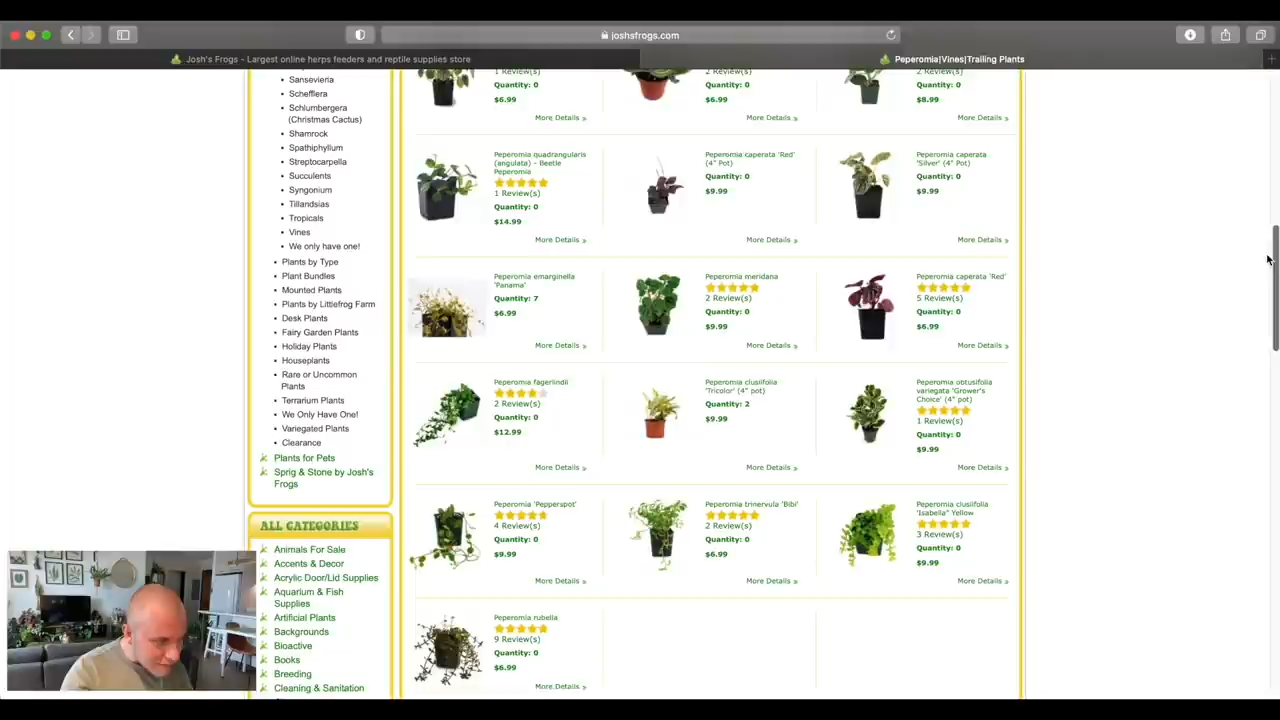 joshsfrogs.com
Josh's Frogs - Largest online herps feeders and reptile supplies store
Peperomia|Vines|Trailing Plants
Sansevieria
Schefflera
Schlumbergera
(Christmas Cactus)
Shamrock
Spathiphyllum
Streptocarpella
Succulents
Syngonium
Tillandsias
Tropicals
Vines
We only have one!
Plants by Type
Plant Bundles
Mounted Plants
Plants by Littlefrog Farm
Desk Plants
Fairy Garden Plants
Holiday Plants
Houseplants
Rare or Uncommon
Plants
Terrarium Plants
We Only Have One!
Variegated Plants
Clearance
Plants for Pets
Sprig & Stone by Josh's
Frogs
ALL CATEGORIES
Animals For Sale
Accents & Decor
Acrylic Door/Lid Supplies
Aquarium & Fish
Supplies
Artificial Plants
Backgrounds
Bioactive
Books
Breeding
Cleaning & Sanitation
1 Review(s)
Quantity: 0
$6.99
More Details »
2 Review(s)
Quantity: 0
$6.99
More Details »
2 Review(s)
Quantity: 0
$8.99
More Details »
Peperomia quadrangularis
(angulata) - Beetle
Peperomia
1 Review(s)
Quantity: 0
$14.99
More Details »
Peperomia caperata 'Red'
(4" Pot)
Quantity: 0
$9.99
More Details »
Peperomia caperata
'Silver' (4" Pot)
Quantity: 0
$9.99
More Details »
Peperomia emarginella
'Panama'
Quantity: 7
$6.99
More Details »
Peperomia meridana
2 Review(s)
Quantity: 0
$9.99
More Details »
Peperomia caperata 'Red'
5 Review(s)
Quantity: 0
$6.99
More Details »
Peperomia fagerlindii
2 Review(s)
Quantity: 0
$12.99
More Details »
Peperomia clusiifolia
'Tricolor' (4" pot)
Quantity: 2
$9.99
More Details »
Peperomia obtusifolia
variegata 'Grower's
Choice' (4" pot)
1 Review(s)
Quantity: 0
$9.99
More Details »
Peperomia 'Pepperspot'
4 Review(s)
Quantity: 0
$9.99
More Details »
Peperomia trinervula 'Bibi'
2 Review(s)
Quantity: 0
$6.99
More Details »
Peperomia clusiifolia
'Isabella" Yellow
3 Review(s)
Quantity: 0
$9.99
More Details »
Peperomia rubella
9 Review(s)
Quantity: 0
$6.99
More Details »